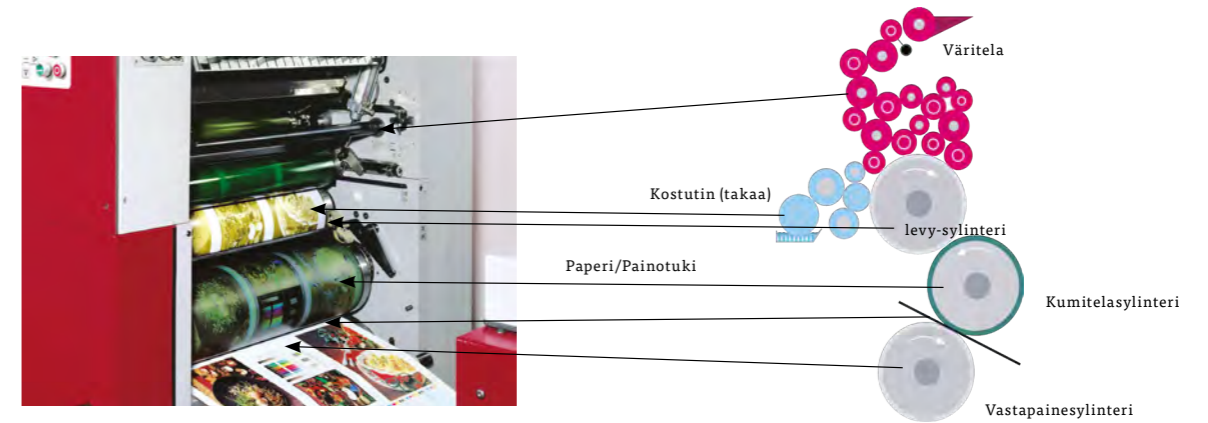 Väritela
Kostutin (takaa)
levy-sylinteri
Paperi/Painotuki
Kumitelasylinteri
Vastapainesylinteri